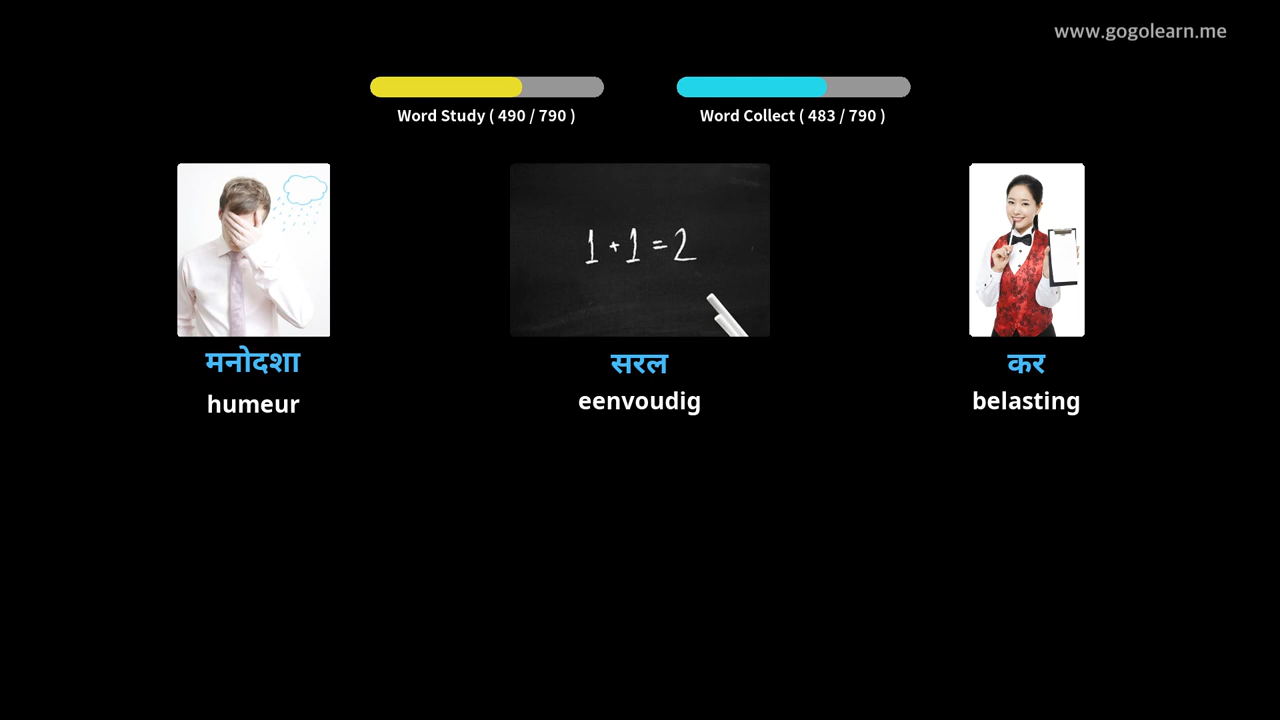 www.gogolearn.me
Word Study ( 490 / 790 )
Word Collect ( 483 / 790 )
1 + 1 = 2
मनोदशा
humeur
सरल
eenvoudig
कर
belasting